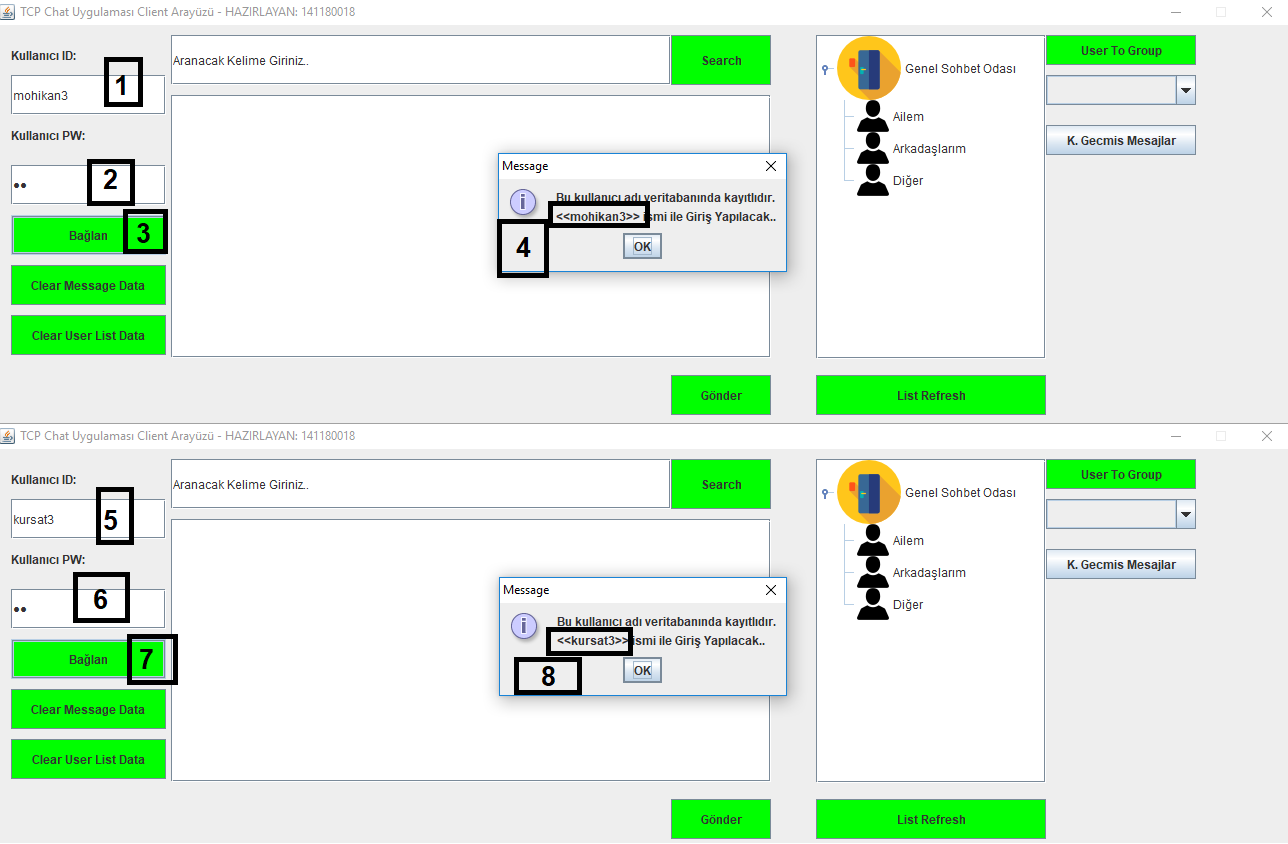 TCP Chat Uygulaması Client Arayüzü - HAZIRLAYAN: 141180018
Kullanıcı ID:
mohikan3
1
Kullanıcı PW:
2
Bağlan
3
Clear Message Data
Clear User List Data
Aranacak Kelime Giriniz..
Search
Message
Bu kullanıcı adı veritabanında kayıtlıdır.
<<mohikan3>> ismi ile Giriş Yapılacak..
4
OK
Gönder
Genel Sohbet Odası
Ailem
Arkadaşlarım
Diğer
List Refresh
User To Group
K. Gecmis Mesajlar
TCP Chat Uygulaması Client Arayüzü - HAZIRLAYAN: 141180018
Kullanıcı ID:
kursat3
5
Kullanıcı PW:
6
Bağlan
7
Clear Message Data
Clear User List Data
Aranacak Kelime Giriniz..
Search
Message
Bu kullanıcı adı veritabanında kayıtlıdır.
<<kursat3>> ismi ile Giriş Yapılacak..
8
OK
Gönder
Genel Sohbet Odası
Ailem
Arkadaşlarım
Diğer
List Refresh
User To Group
K. Gecmis Mesajlar